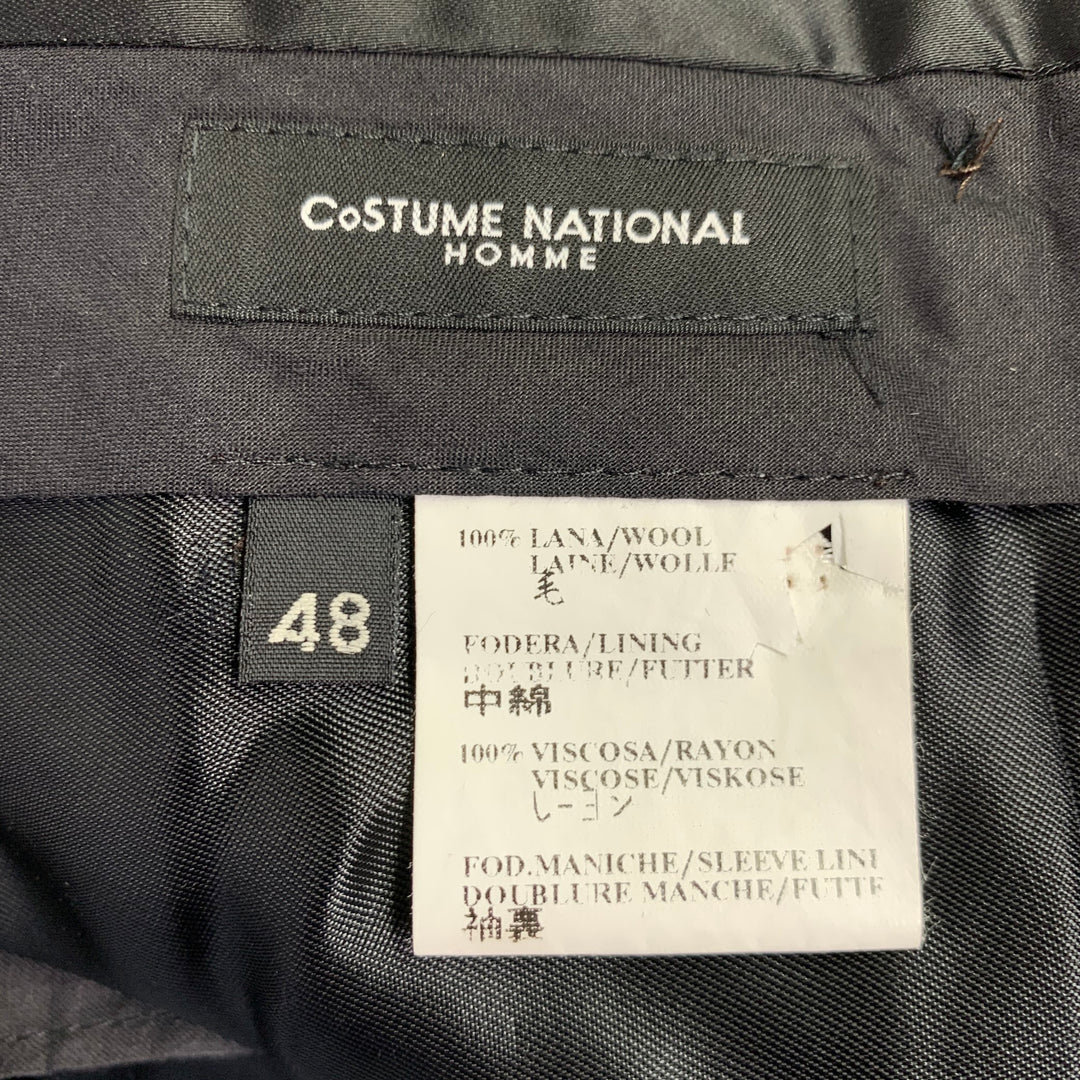 CoSTUME NATIONAL
HOMME
48
100% LANA/WOOL
LAINE/WOLLE
毛
FODERA/LINING
DOUBLURE/FUTTER
中綿
100% VISCOSA/RAYON
VISCOSE/VISKOSE
レーヨン
FOD.MANICHE/SLEEVE LINI
DOUBLURE MANCHE/FUTTE
袖裏